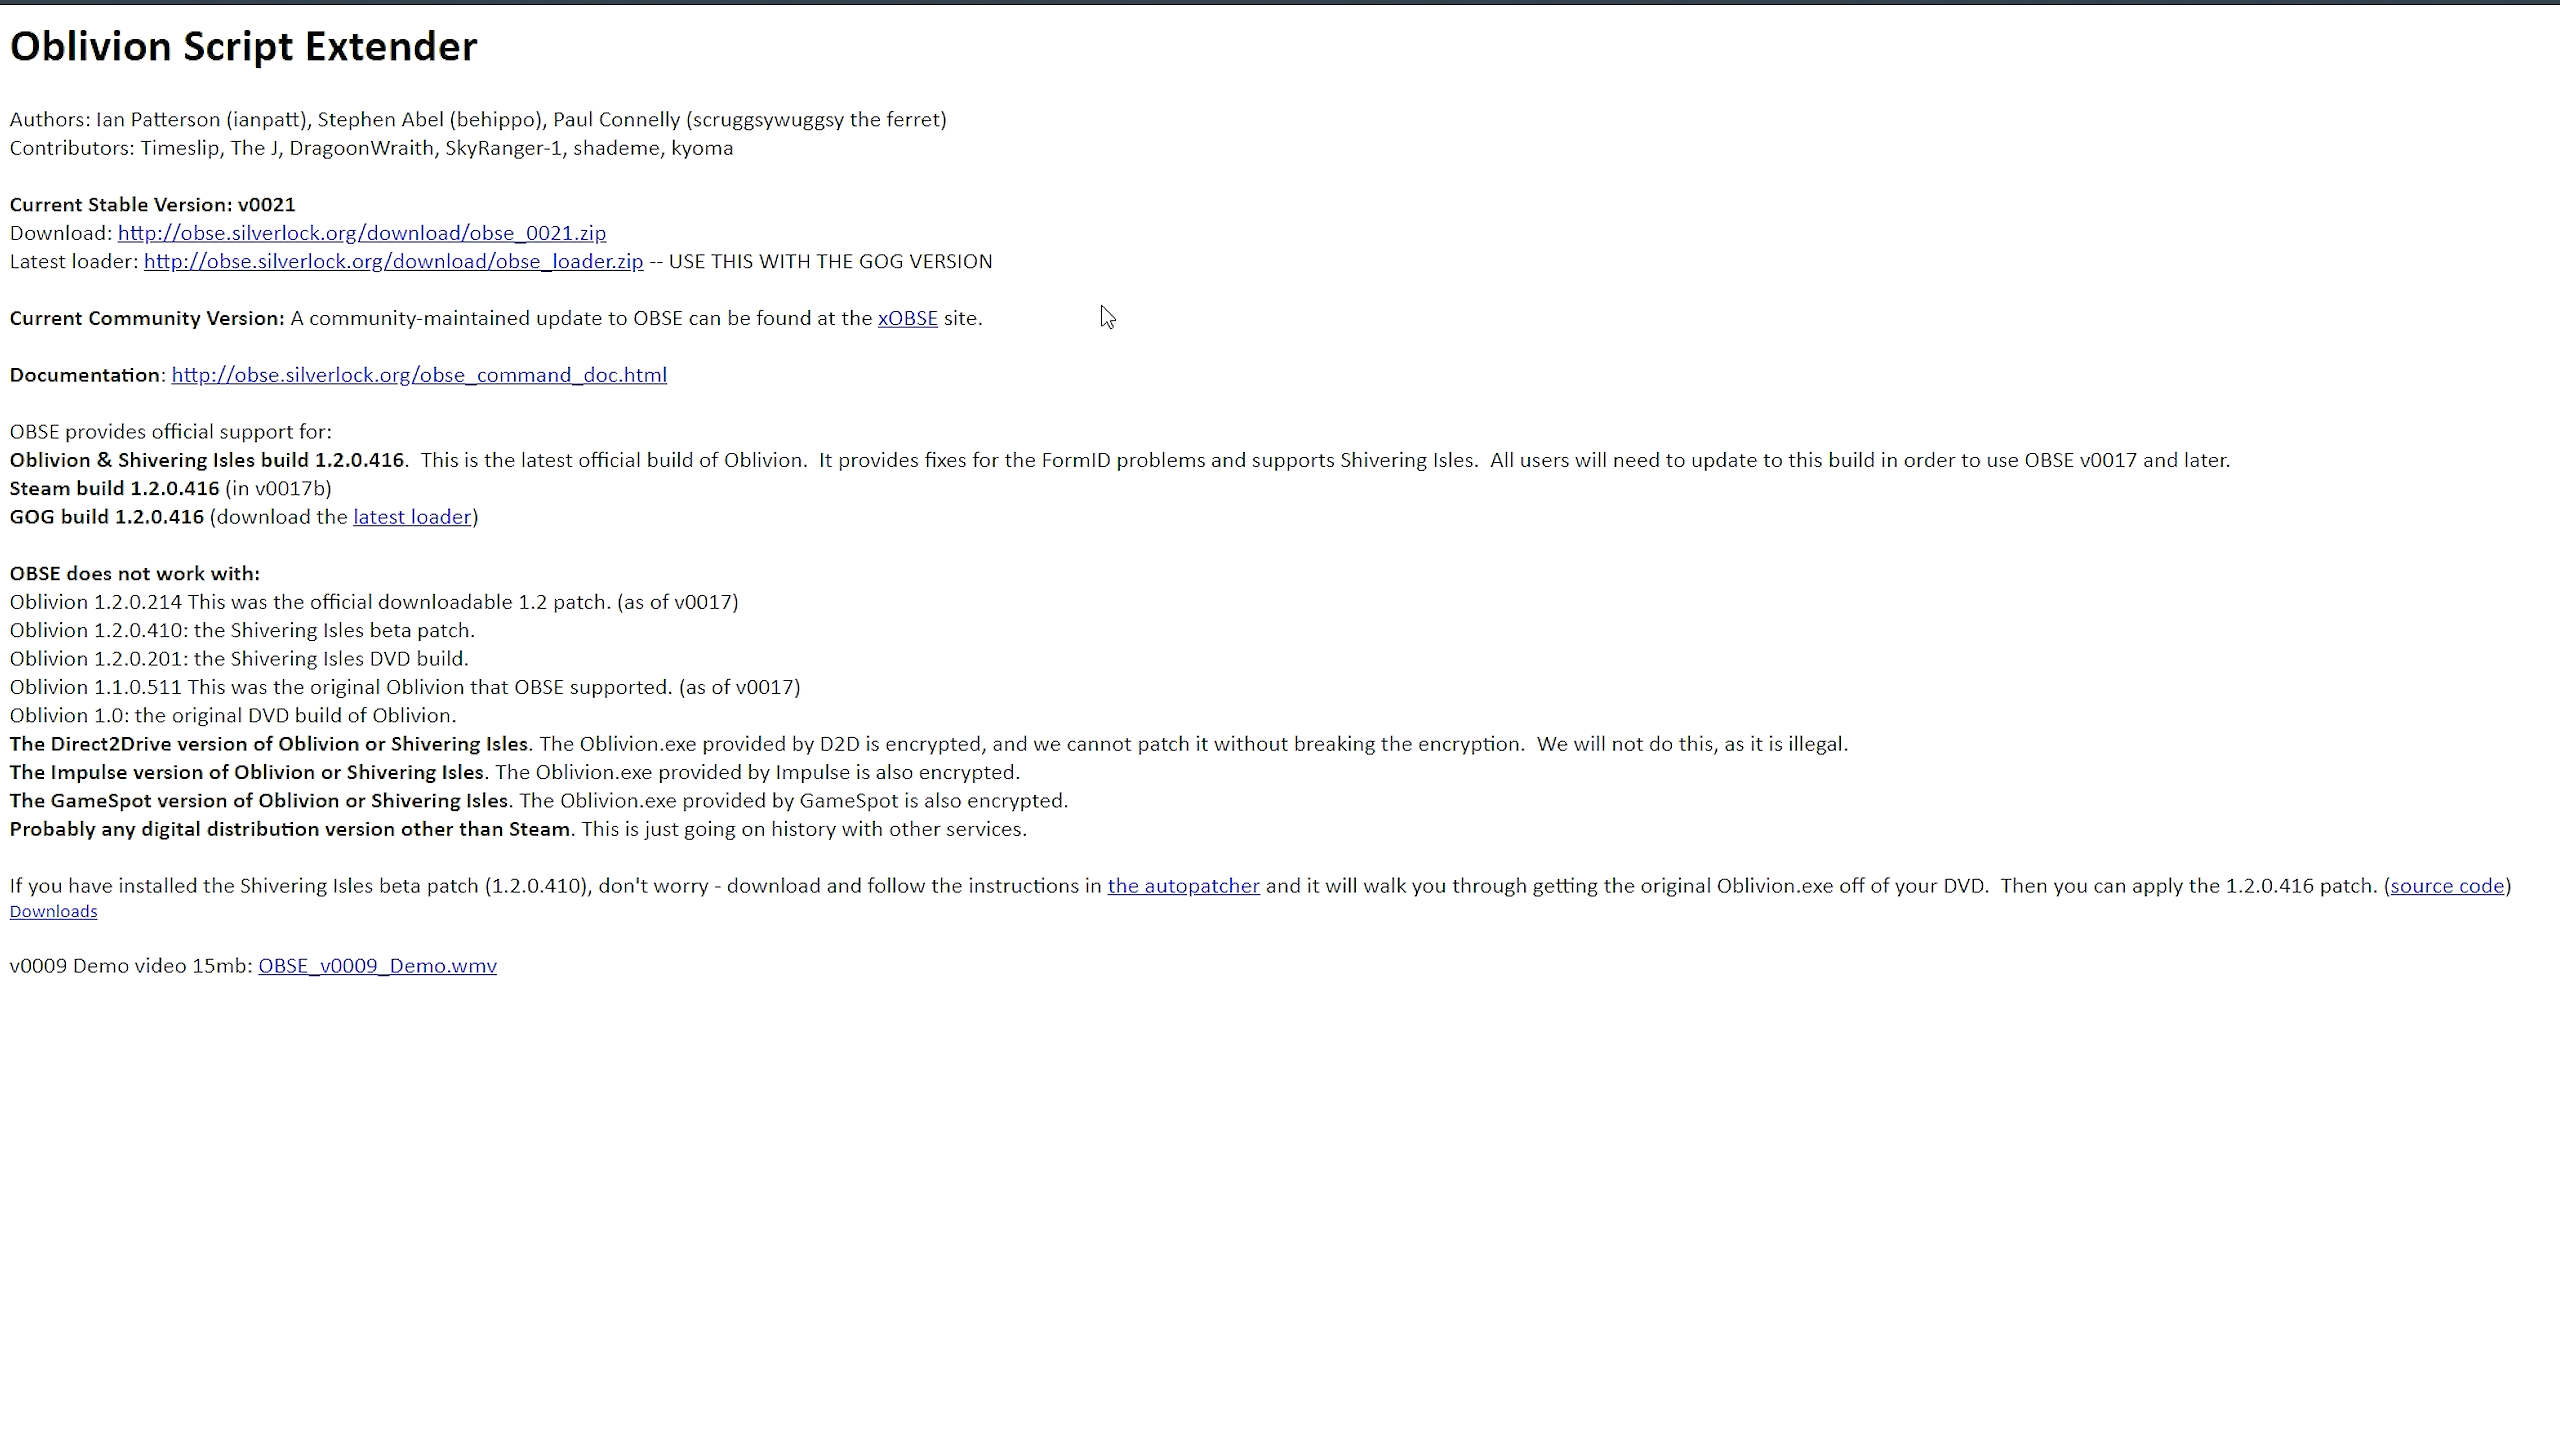 Oblivion Script Extender
Authors: Ian Patterson (ianpatt), Stephen Abel (behippo), Paul Connelly (scruggsywuggsy the ferret)
Contributors: Timeslip, The J, DragoonWraith, SkyRanger-1, shademe, kyoma
Current Stable Version: v0021
Download: http://obse.silverlock.org/download/obse_0021.zip
Latest loader: http://obse.silverlock.org/download/obse_loader.zip -- USE THIS WITH THE GOG VERSION
Current Community Version: A community-maintained update to OBSE can be found at the xOBSE site.
Documentation: http://obse.silverlock.org/obse_command_doc.html
OBSE provides official support for:
Oblivion & Shivering Isles build 1.2.0.416.  This is the latest official build of Oblivion.  It provides fixes for the FormID problems and supports Shivering Isles.  All users will need to update to this build in order to use OBSE v0017 and later.
Steam build 1.2.0.416 (in v0017b)
GOG build 1.2.0.416 (download the latest loader)
OBSE does not work with:
Oblivion 1.2.0.214 This was the official downloadable 1.2 patch. (as of v0017)
Oblivion 1.2.0.410: the Shivering Isles beta patch.
Oblivion 1.2.0.201: the Shivering Isles DVD build.
Oblivion 1.1.0.511 This was the original Oblivion that OBSE supported. (as of v0017)
Oblivion 1.0: the original DVD build of Oblivion.
The Direct2Drive version of Oblivion or Shivering Isles. The Oblivion.exe provided by D2D is encrypted, and we cannot patch it without breaking the encryption.  We will not do this, as it is illegal.
The Impulse version of Oblivion or Shivering Isles. The Oblivion.exe provided by Impulse is also encrypted.
The GameSpot version of Oblivion or Shivering Isles. The Oblivion.exe provided by GameSpot is also encrypted.
Probably any digital distribution version other than Steam. This is just going on history with other services.
If you have installed the Shivering Isles beta patch (1.2.0.410), don't worry - download and follow the instructions in the autopatcher and it will walk you through getting the original Oblivion.exe off of your DVD.  Then you can apply the 1.2.0.416 patch. (source code)
Downloads
v0009 Demo video 15mb: OBSE_v0009_Demo.wmv